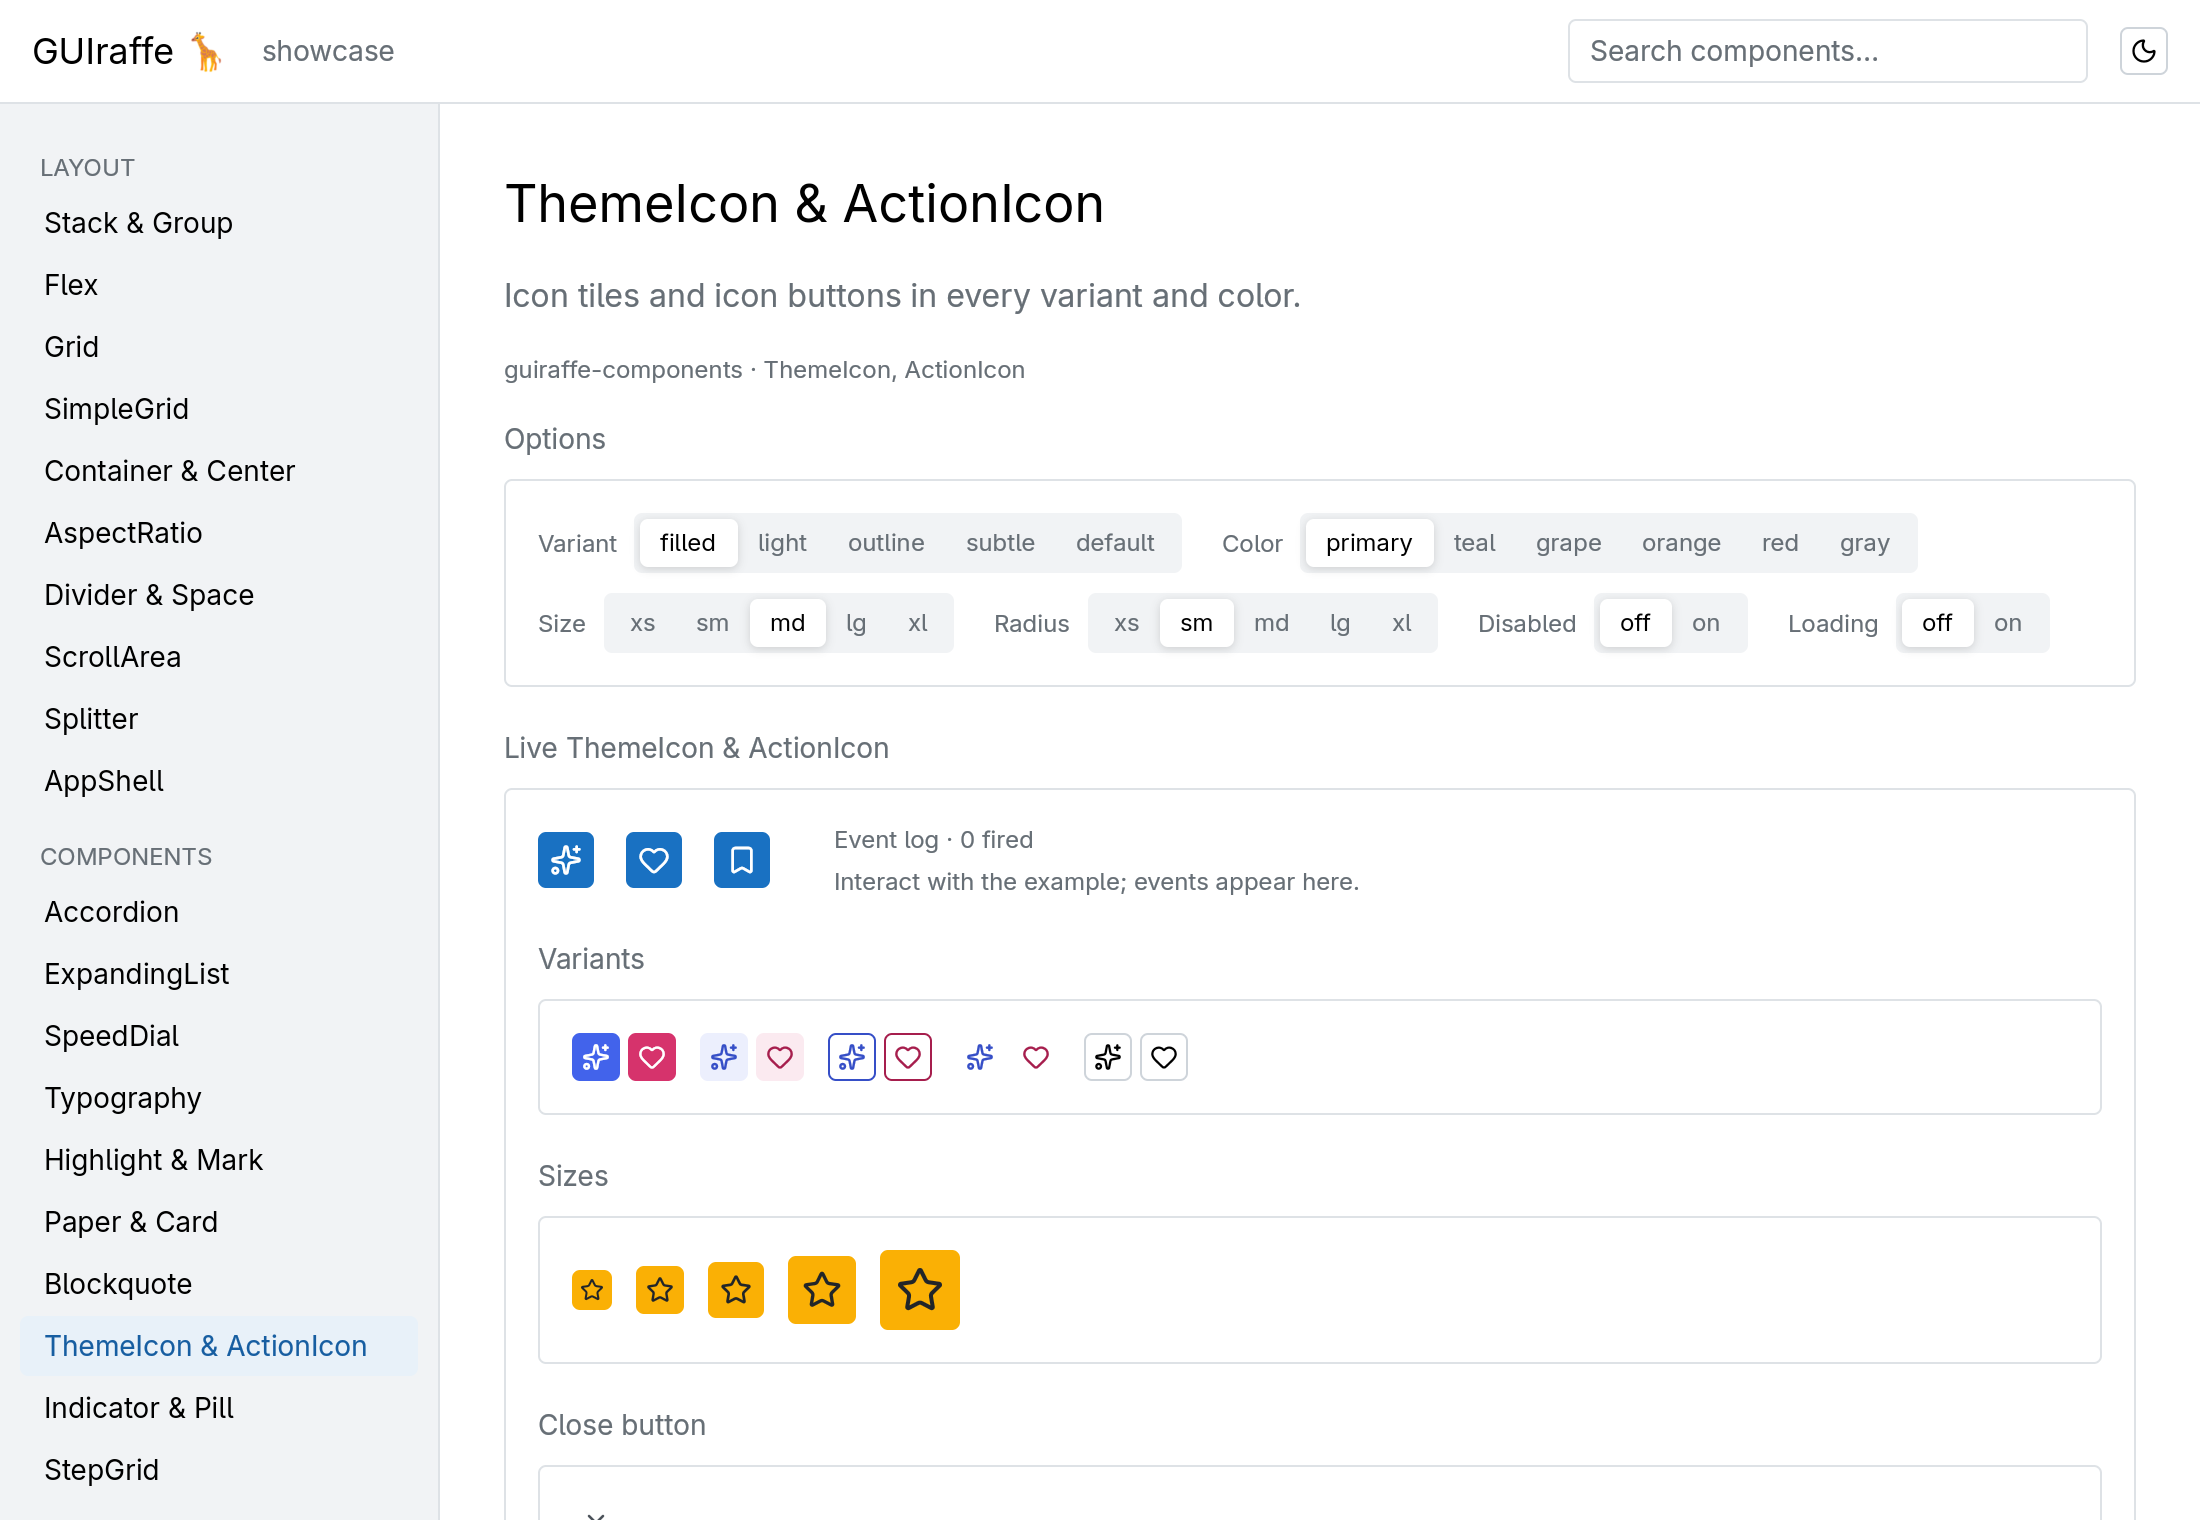 GUIraffe 🦒 showcase
Search components...
LAYOUT
Stack & Group
Flex
Grid
SimpleGrid
Container & Center
AspectRatio
Divider & Space
ScrollArea
Splitter
AppShell
COMPONENTS
Accordion
ExpandingList
SpeedDial
Typography
Highlight & Mark
Paper & Card
Blockquote
ThemeIcon & ActionIcon
Indicator & Pill
StepGrid
ThemeIcon & ActionIcon
Icon tiles and icon buttons in every variant and color.
guiraffe-components · ThemeIcon, ActionIcon
Options
Variant filled light outline subtle default Color primary teal grape orange red gray
Size xs sm md lg xl Radius xs sm md lg xl Disabled off on Loading off on
Live ThemeIcon & ActionIcon
Event log · 0 fired
Interact with the example; events appear here.
Variants
Sizes
Close button